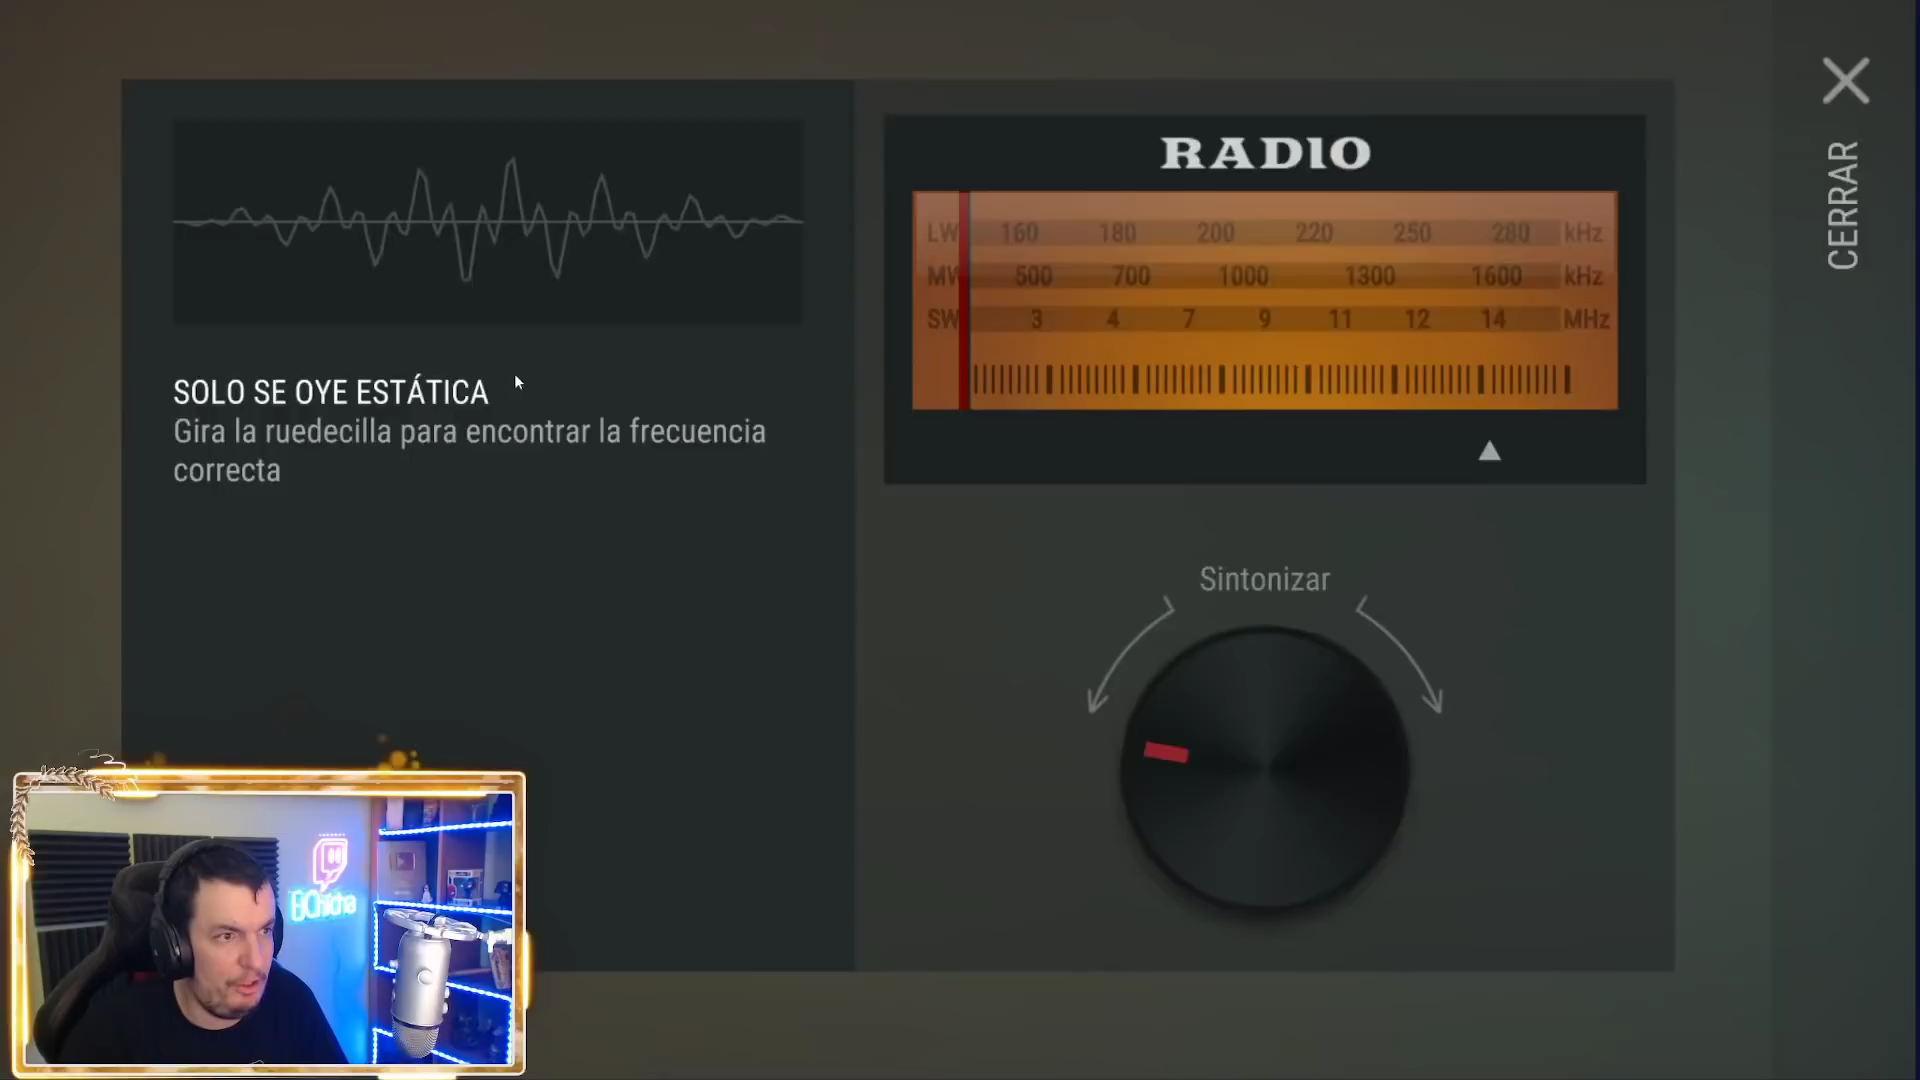 RADIO
LW 160 180 200 220 250 280 kHz
MW 500 700 1000 1300 1600 kHz
SW 3 4 7 9 11 12 14 MHz
SOLO SE OYE ESTÁTICA
Gira la ruedecilla para encontrar la frecuencia
correcta
Sintonizar
CERRAR
ElChicha